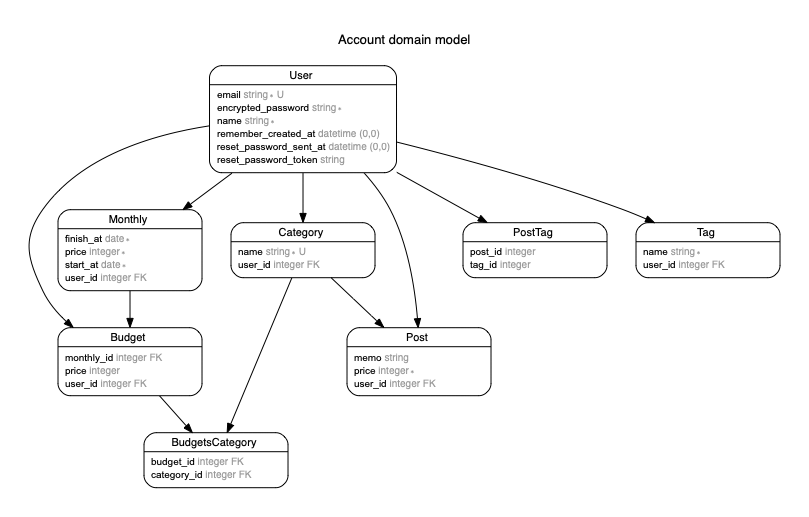 Account domain model
User
email string∗ U
encrypted_password string∗
name string∗
remember_created_at datetime (0,0)
reset_password_sent_at datetime (0,0)
reset_password_token string
Monthly
finish_at date∗
price integer∗
start_at date∗
user_id integer FK
Category
name string∗ U
user_id integer FK
PostTag
post_id integer
tag_id integer
Tag
name string∗
user_id integer FK
Budget
monthly_id integer FK
price integer
user_id integer FK
Post
memo string
price integer∗
user_id integer FK
BudgetsCategory
budget_id integer FK
category_id integer FK